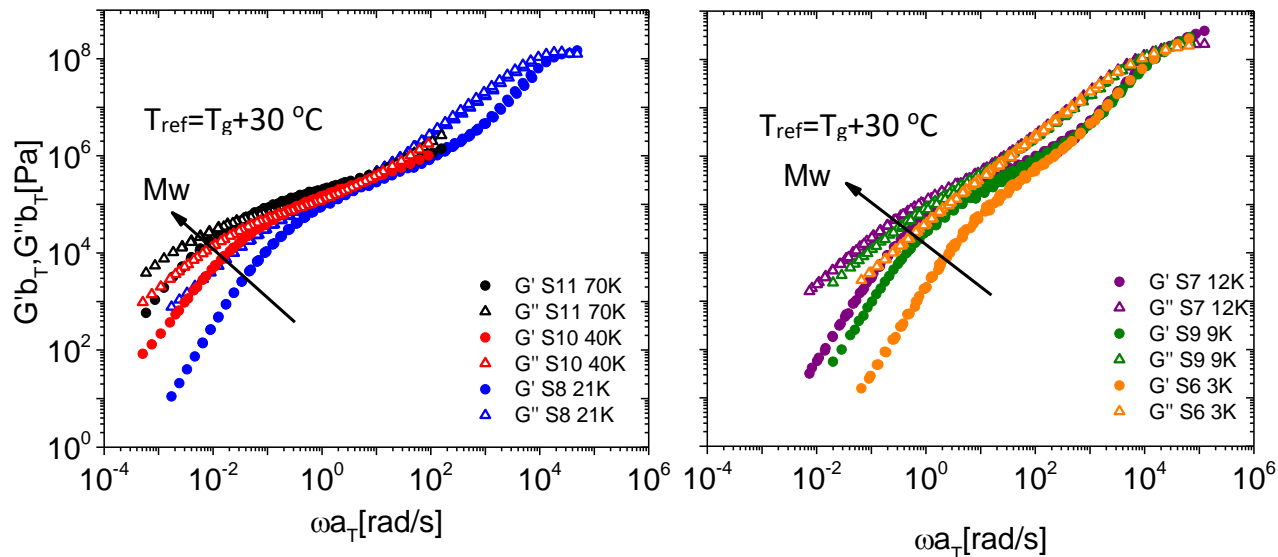 G'b_T,G''b_T[Pa]
10^8
10^6
10^4
10^2
10^0
T_ref=T_g+30 °C
Mw
G' S11 70K
G'' S11 70K
G' S10 40K
G'' S10 40K
G' S8 21K
G'' S8 21K
10^-4 10^-2 10^0 10^2 10^4 10^6
ωa_T[rad/s]
T_ref=T_g+30 °C
Mw
G' S7 12K
G'' S7 12K
G' S9 9K
G'' S9 9K
G' S6 3K
G'' S6 3K
10^-4 10^-2 10^0 10^2 10^4 10^6
ωa_T[rad/s]